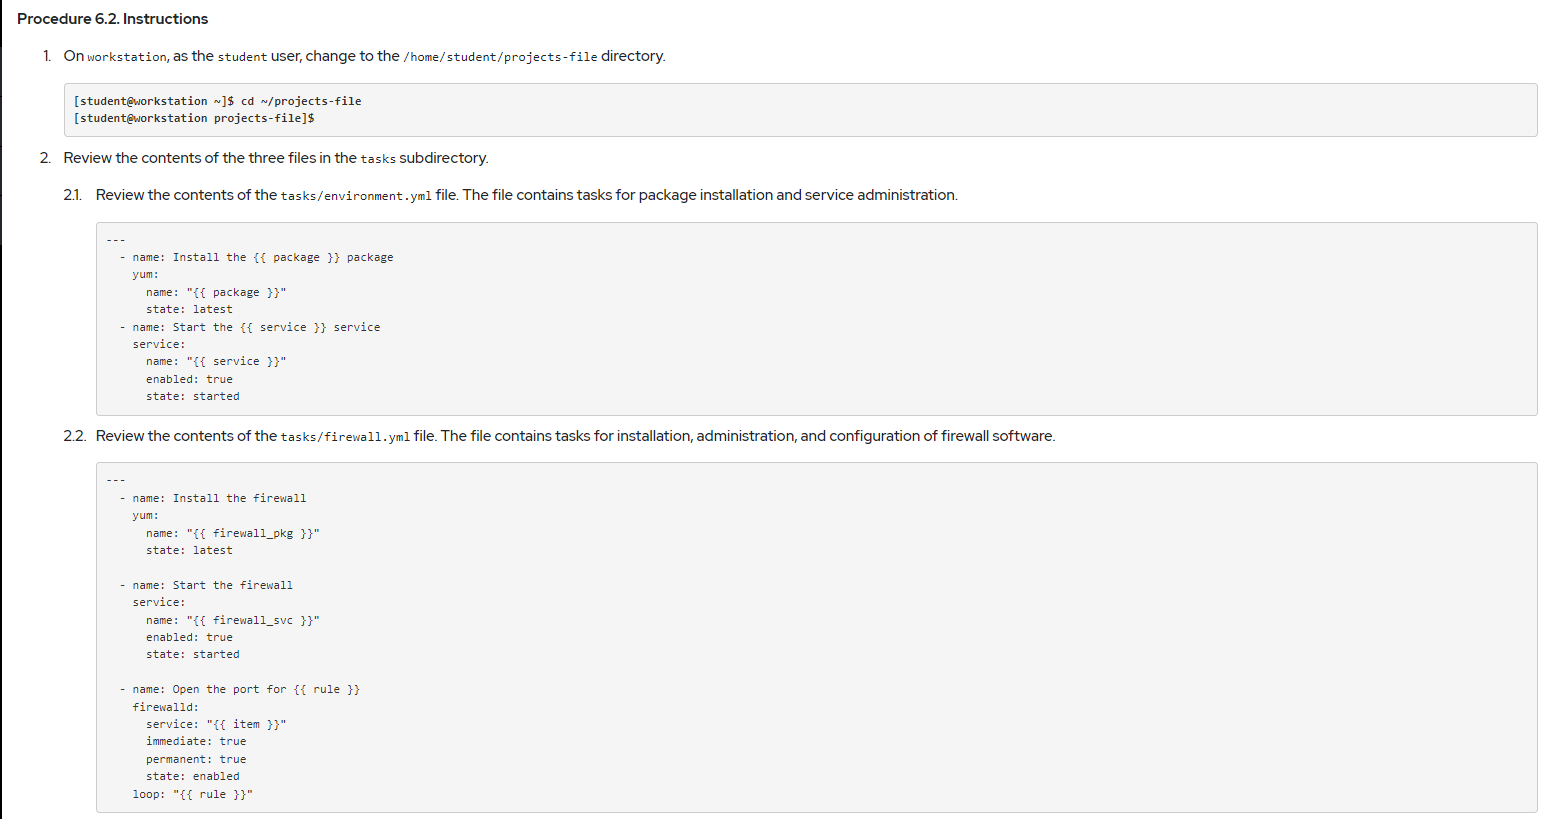 Procedure 6.2. Instructions
1. On workstation, as the student user, change to the /home/student/projects-file directory.
[student@workstation ~]$ cd ~/projects-file
[student@workstation projects-file]$
2. Review the contents of the three files in the tasks subdirectory.
2.1. Review the contents of the tasks/environment.yml file. The file contains tasks for package installation and service administration.
---
  - name: Install the {{ package }} package
    yum:
      name: "{{ package }}"
      state: latest
  - name: Start the {{ service }} service
    service:
      name: "{{ service }}"
      enabled: true
      state: started
2.2. Review the contents of the tasks/firewall.yml file. The file contains tasks for installation, administration, and configuration of firewall software.
---
  - name: Install the firewall
    yum:
      name: "{{ firewall_pkg }}"
      state: latest

  - name: Start the firewall
    service:
      name: "{{ firewall_svc }}"
      enabled: true
      state: started

  - name: Open the port for {{ rule }}
    firewalld:
      service: "{{ item }}"
      immediate: true
      permanent: true
      state: enabled
    loop: "{{ rule }}"